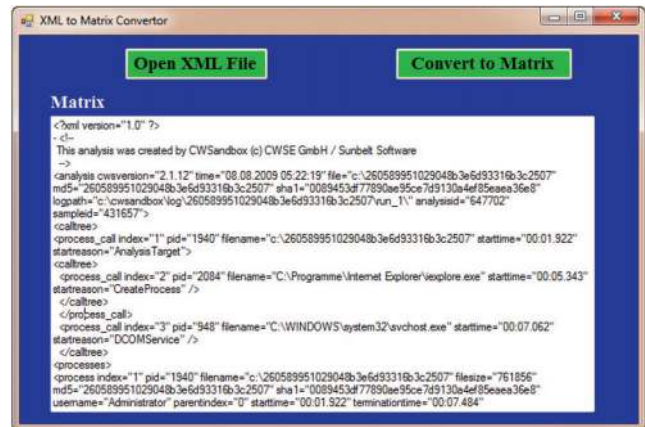 XML to Matrix Convertor
Open XML File
Convert to Matrix
Matrix
<?xml version="1.0" ?>
- <!--
This analysis was created by CWSandbox (c) CWSE GmbH / Sunbelt Software
-->
<analysis cwsversion="2.1.12" time="08.08.2009 05:22:19" file="c:\260589951029048b3e6d93316b3c2507"
md5="260589951029048b3e6d93316b3c2507" sha1="0089453df77890ae95ce7d9130a4ef85eaea36e8"
logpath="c:\cwsandbox\log\260589951029048b3e6d93316b3c2507\run_1\" analysisid="647702"
sampleid="431657">
<calltree>
<process_call index="1" pid="1940" filename="c:\260589951029048b3e6d93316b3c2507" starttime="00:01.922"
startreason="AnalysisTarget">
<calltree>
<process_call index="2" pid="2084" filename="C:\Programme\Internet Explorer\iexplore.exe" starttime="00:05.343"
startreason="CreateProcess" />
</calltree>
</process_call>
<process_call index="3" pid="948" filename="C:\WINDOWS\system32\svchost.exe" starttime="00:07.062"
startreason="DCOMService" />
</calltree>
<processes>
<process index="1" pid="1940" filename="c:\260589951029048b3e6d93316b3c2507" filesize="761856"
md5="260589951029048b3e6d93316b3c2507" sha1="0089453df77890ae95ce7d9130a4ef85eaea36e8"
username="Administrator" parentindex="0" starttime="00:01.922" terminationtime="00:07.484"